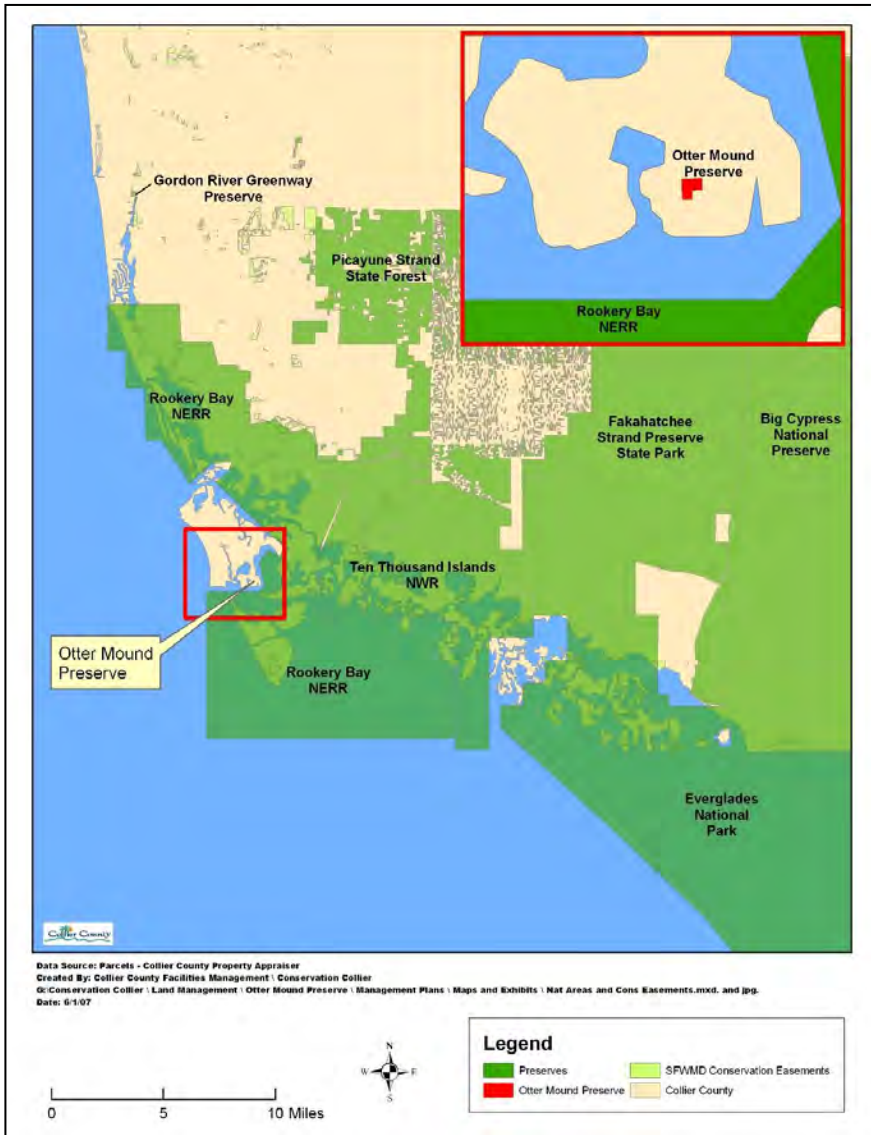 Otter Mound
Preserve
Rookery Bay
NERR
Gordon River Greenway
Preserve
Picayune Strand
State Forest
Rookery Bay
NERR
Fakahatchee
Strand Preserve
State Park
Big Cypress
National
Preserve
Ten Thousand Islands
NWR
Otter Mound
Preserve
Rookery Bay
NERR
Everglades
National
Park
Collier County
Data Source: Parcels - Collier County Property Appraiser
Created By: Collier County Facilities Management \ Conservation Collier
G:\Conservation Collier \ Land Management \ Otter Mound Preserve \ Management Plans \ Maps and Exhibits \ Nat Areas and Cons Easements.mxd. and jpg.
Date: 6/1/07
N
W E
S
0 5 10 Miles
Legend
Preserves
SFWMD Conservation Easements
Otter Mound Preserve
Collier County